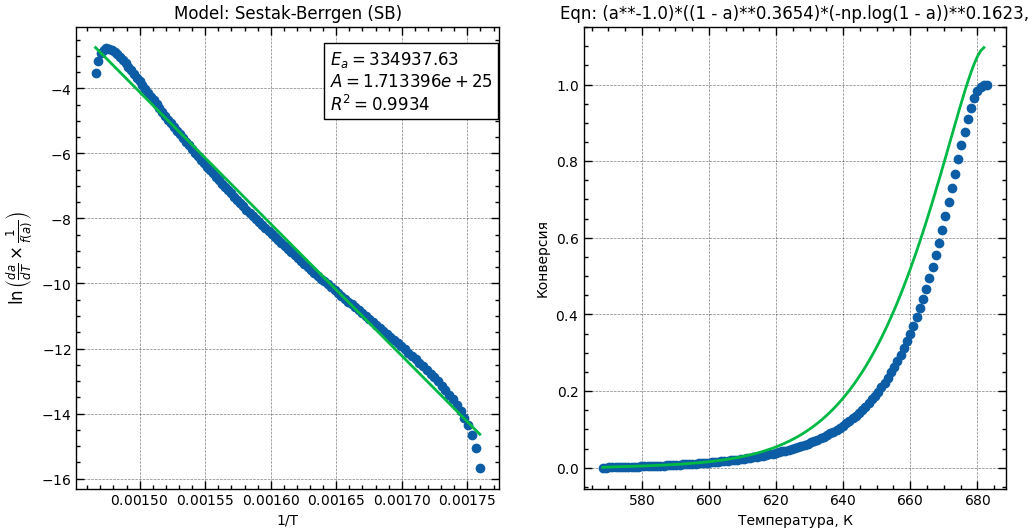 Model: Sestak-Berrgen (SB)
E_a = 334937.63
A = 1.713396e + 25
R^2 = 0.9934
ln (da/dT × 1/f(a))
−4
−6
−8
−10
−12
−14
−16
0.00150
0.00155
0.00160
0.00165
0.00170
0.00175
1/T
Eqn: (a**-1.0)*((1 - a)**0.3654)*(-np.log(1 - a))**0.1623,
Конверсия
1.0
0.8
0.6
0.4
0.2
0.0
580
600
620
640
660
680
Температура, К